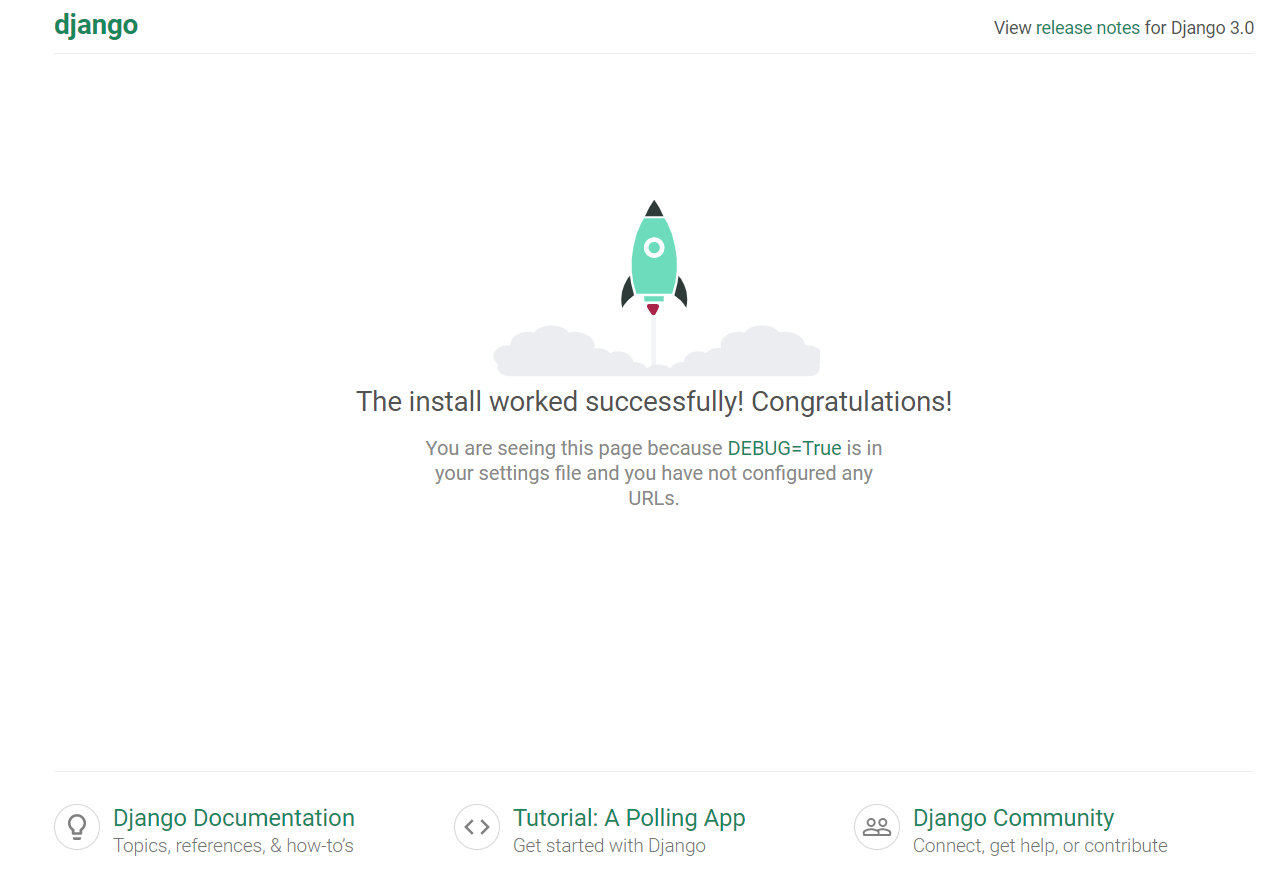 django
View release notes for Django 3.0
The install worked successfully! Congratulations!
You are seeing this page because DEBUG=True is in
your settings file and you have not configured any
URLs.
Django Documentation
Topics, references, & how-to’s
Tutorial: A Polling App
Get started with Django
Django Community
Connect, get help, or contribute